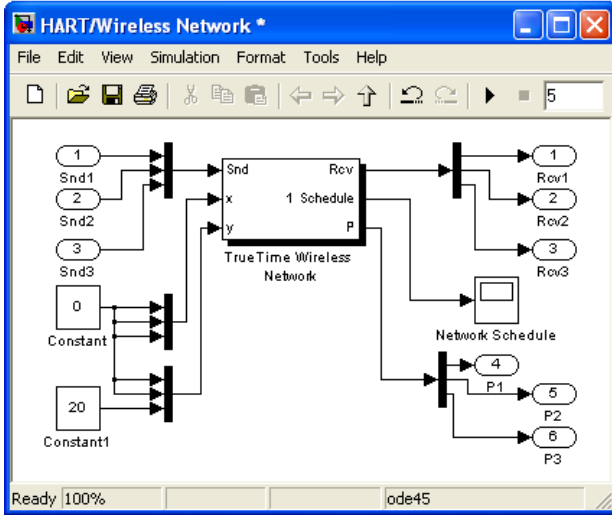 HART/Wireless Network *
File Edit View Simulation Format Tools Help
5
1
Snd1
2
Snd2
3
Snd3
0
Constant
20
Constant1
Snd Rcv
x 1 Schedule
y P
TrueTime Wireless
Network
1
Rcv1
2
Rcv2
3
Rcv3
Network Schedule
4
P1
5
P2
6
P3
Ready 100% ode45